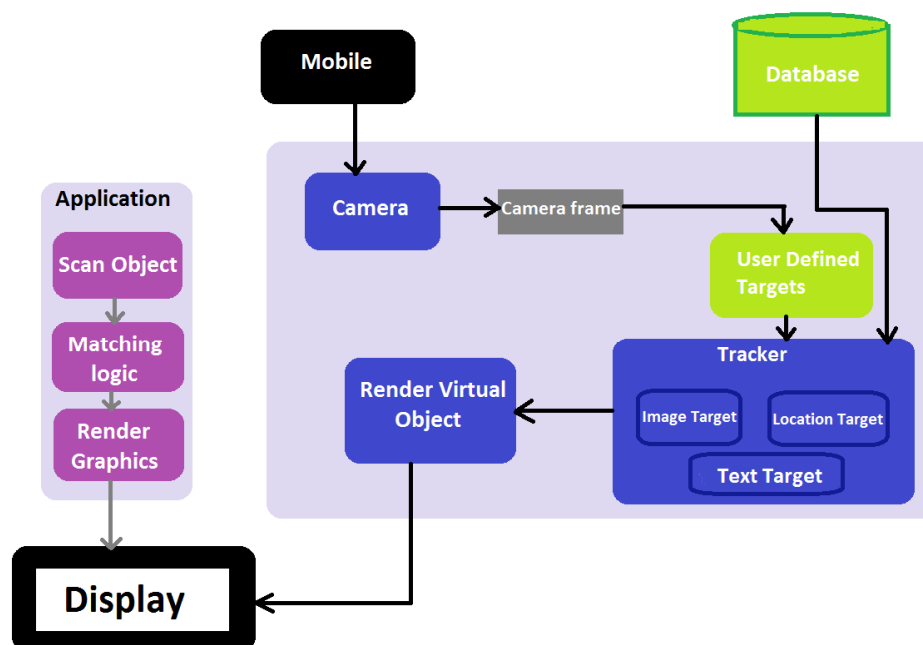 Mobile
Database
Application
Camera
Camera frame
Scan Object
User Defined
Targets
Matching
logic
Tracker
Render Virtual
Object
Image Target
Location Target
Render
Graphics
Text Target
Display